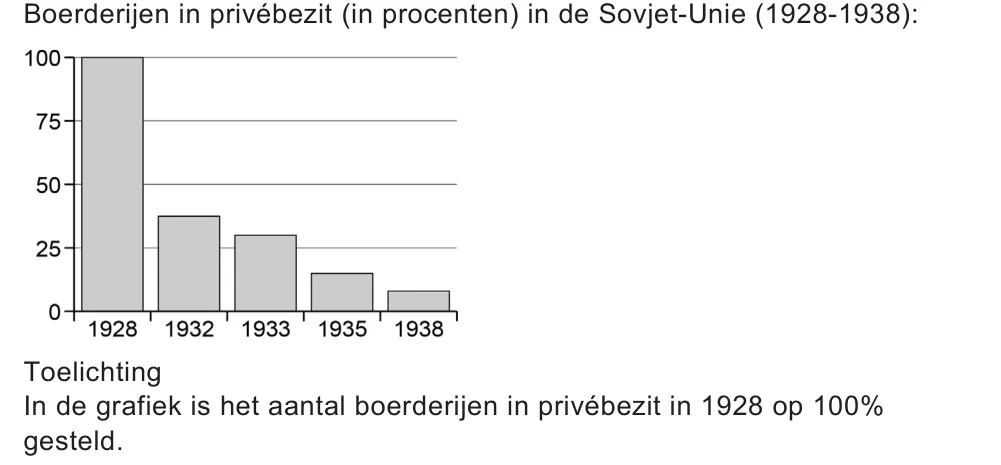 Boerderijen in privébezit (in procenten) in de Sovjet-Unie (1928-1938):
100
75
50
25
0
1928 1932 1933 1935 1938
Toelichting
In de grafiek is het aantal boerderijen in privébezit in 1928 op 100%
gesteld.